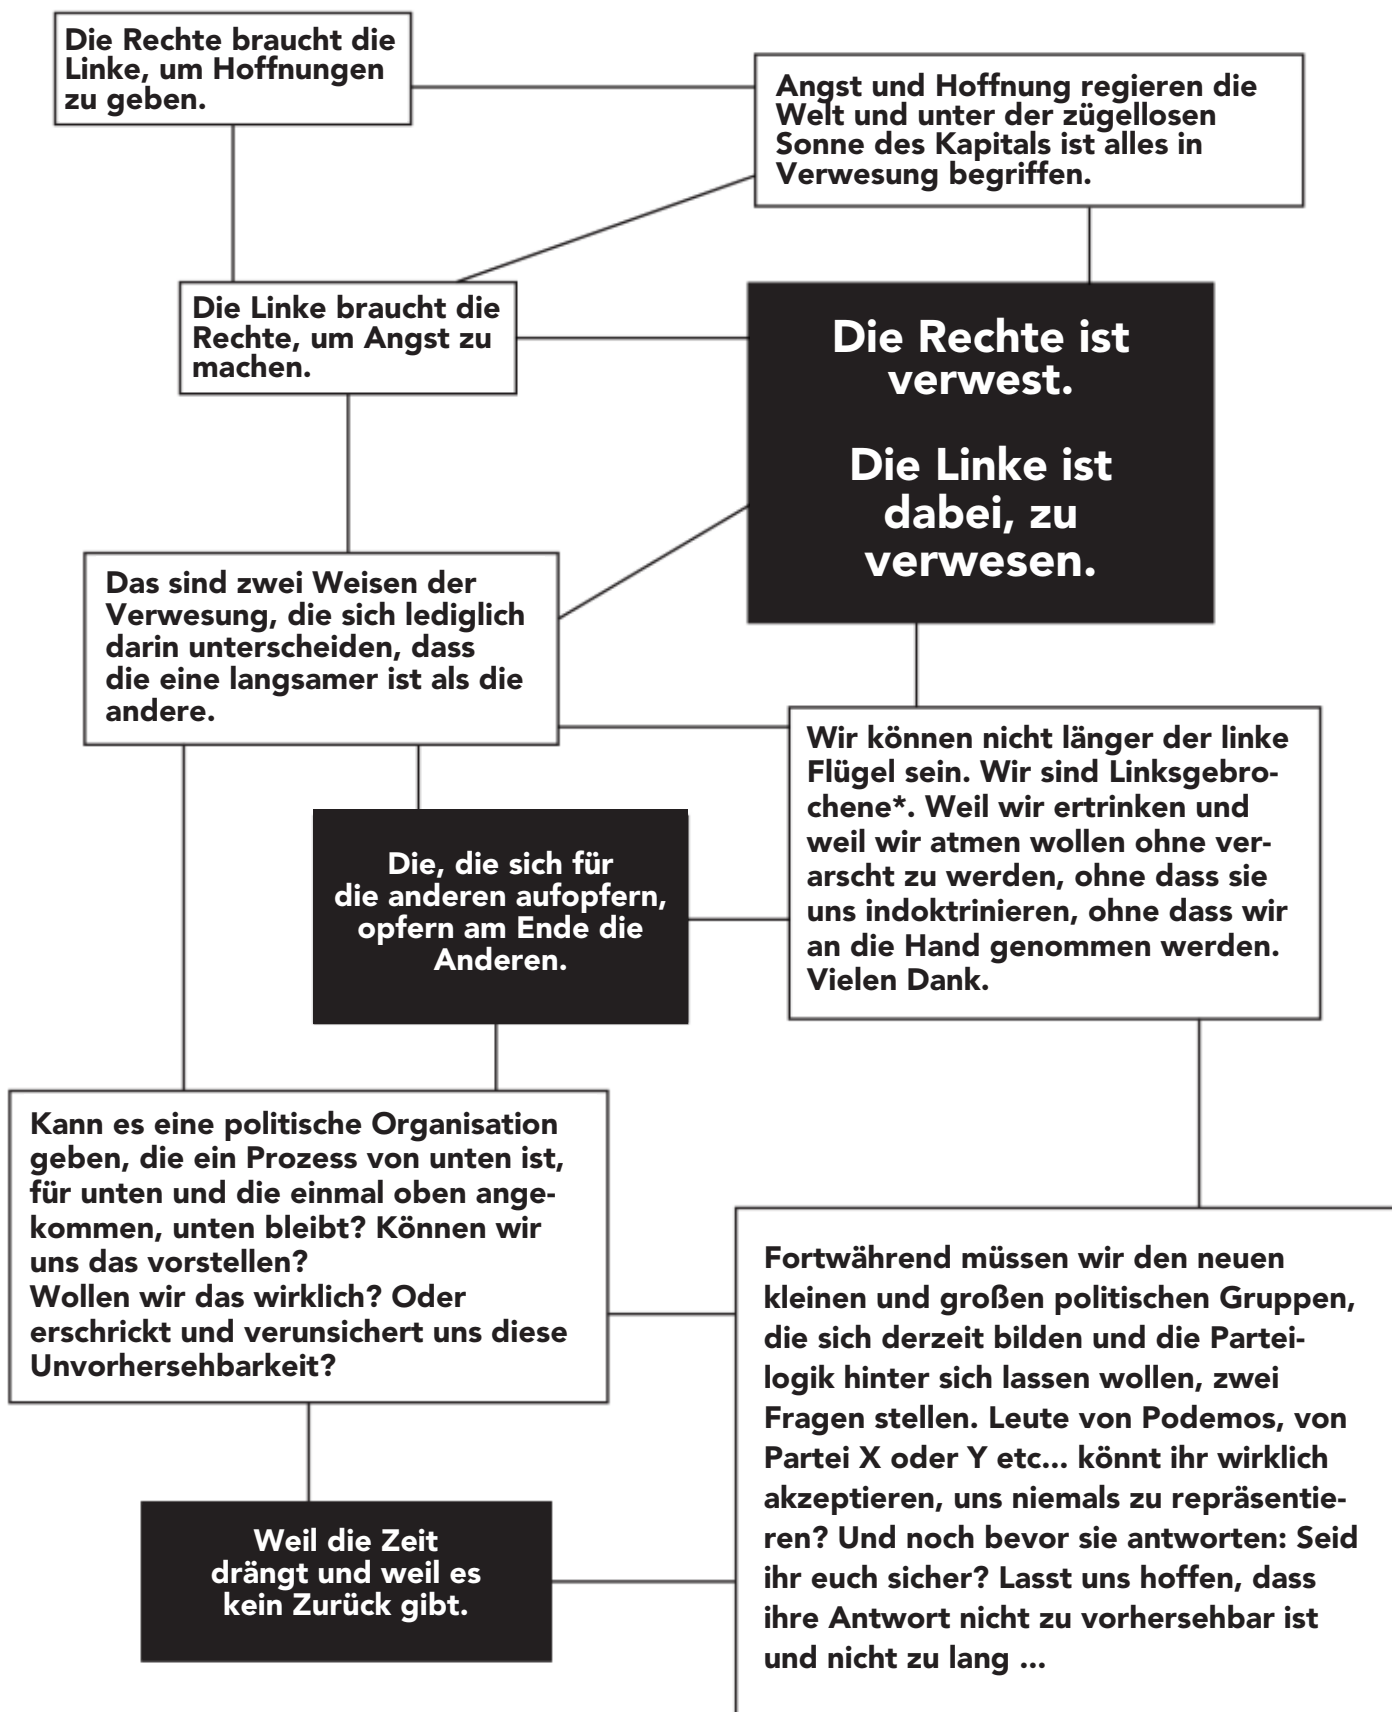 Die Rechte braucht die
Linke, um Hoffnungen
zu geben.
Angst und Hoffnung regieren die
Welt und unter der zügellosen
Sonne des Kapitals ist alles in
Verwesung begriffen.
Die Linke braucht die
Rechte, um Angst zu
machen.
Die Rechte ist
verwest.
Die Linke ist
dabei, zu
verwesen.
Das sind zwei Weisen der
Verwesung, die sich lediglich
darin unterscheiden, dass
die eine langsamer ist als die
andere.
Wir können nicht länger der linke
Flügel sein. Wir sind Linksgebro-
chene*. Weil wir ertrinken und
weil wir atmen wollen ohne ver-
arscht zu werden, ohne dass sie
uns indoktrinieren, ohne dass wir
an die Hand genommen werden.
Vielen Dank.
Die, die sich für
die anderen aufopfern,
opfern am Ende die
Anderen.
Kann es eine politische Organisation
geben, die ein Prozess von unten ist,
für unten und die einmal oben ange-
kommen, unten bleibt? Können wir
uns das vorstellen?
Wollen wir das wirklich? Oder
erschrickt und verunsichert uns diese
Unvorhersehbarkeit?
Fortwährend müssen wir den neuen
kleinen und großen politischen Gruppen,
die sich derzeit bilden und die Partei-
logik hinter sich lassen wollen, zwei
Fragen stellen. Leute von Podemos, von
Partei X oder Y etc... könnt ihr wirklich
akzeptieren, uns niemals zu repräsentie-
ren? Und noch bevor sie antworten: Seid
ihr euch sicher? Lasst uns hoffen, dass
ihre Antwort nicht zu vorhersehbar ist
und nicht zu lang ...
Weil die Zeit
drängt und weil es
kein Zurück gibt.